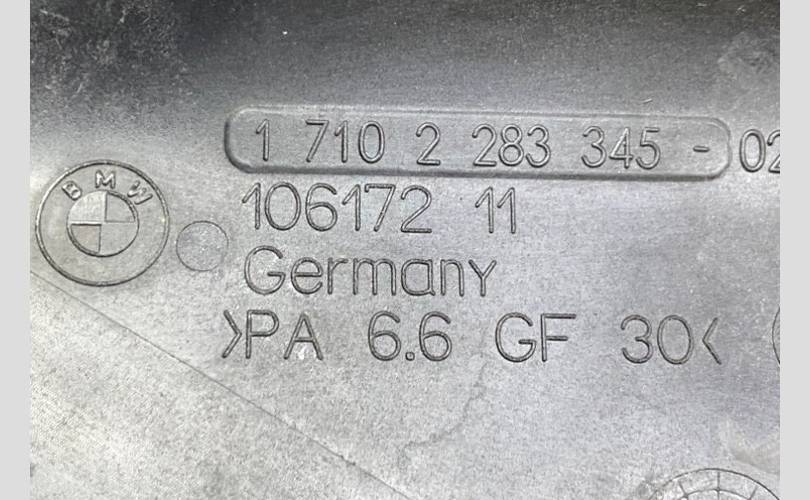 1 710 2 283 345 - 02
BMW
106172 11
Germany
>PA 6.6 GF 30<